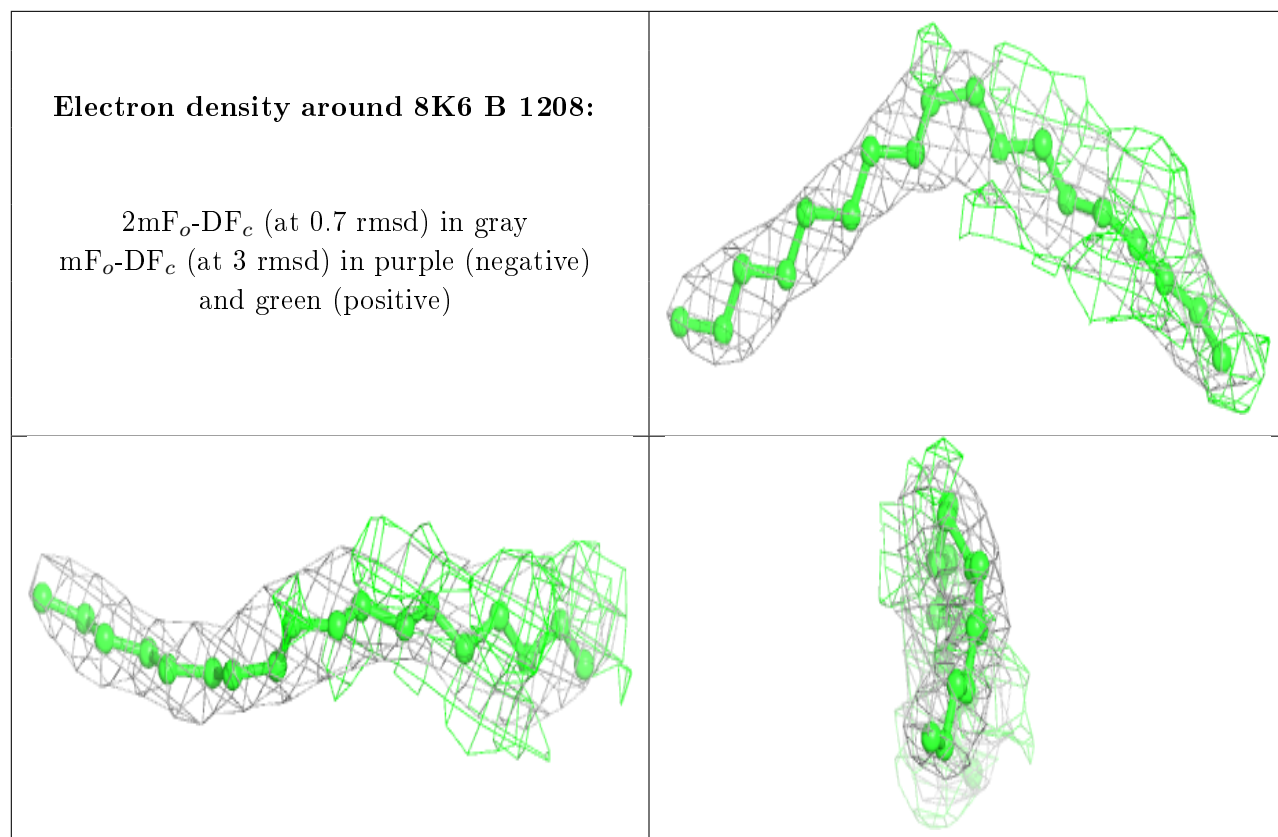 Electron density around 8K6 B 1208:
2mFo-DFc (at 0.7 rmsd) in gray
mFo-DFc (at 3 rmsd) in purple (negative)
and green (positive)